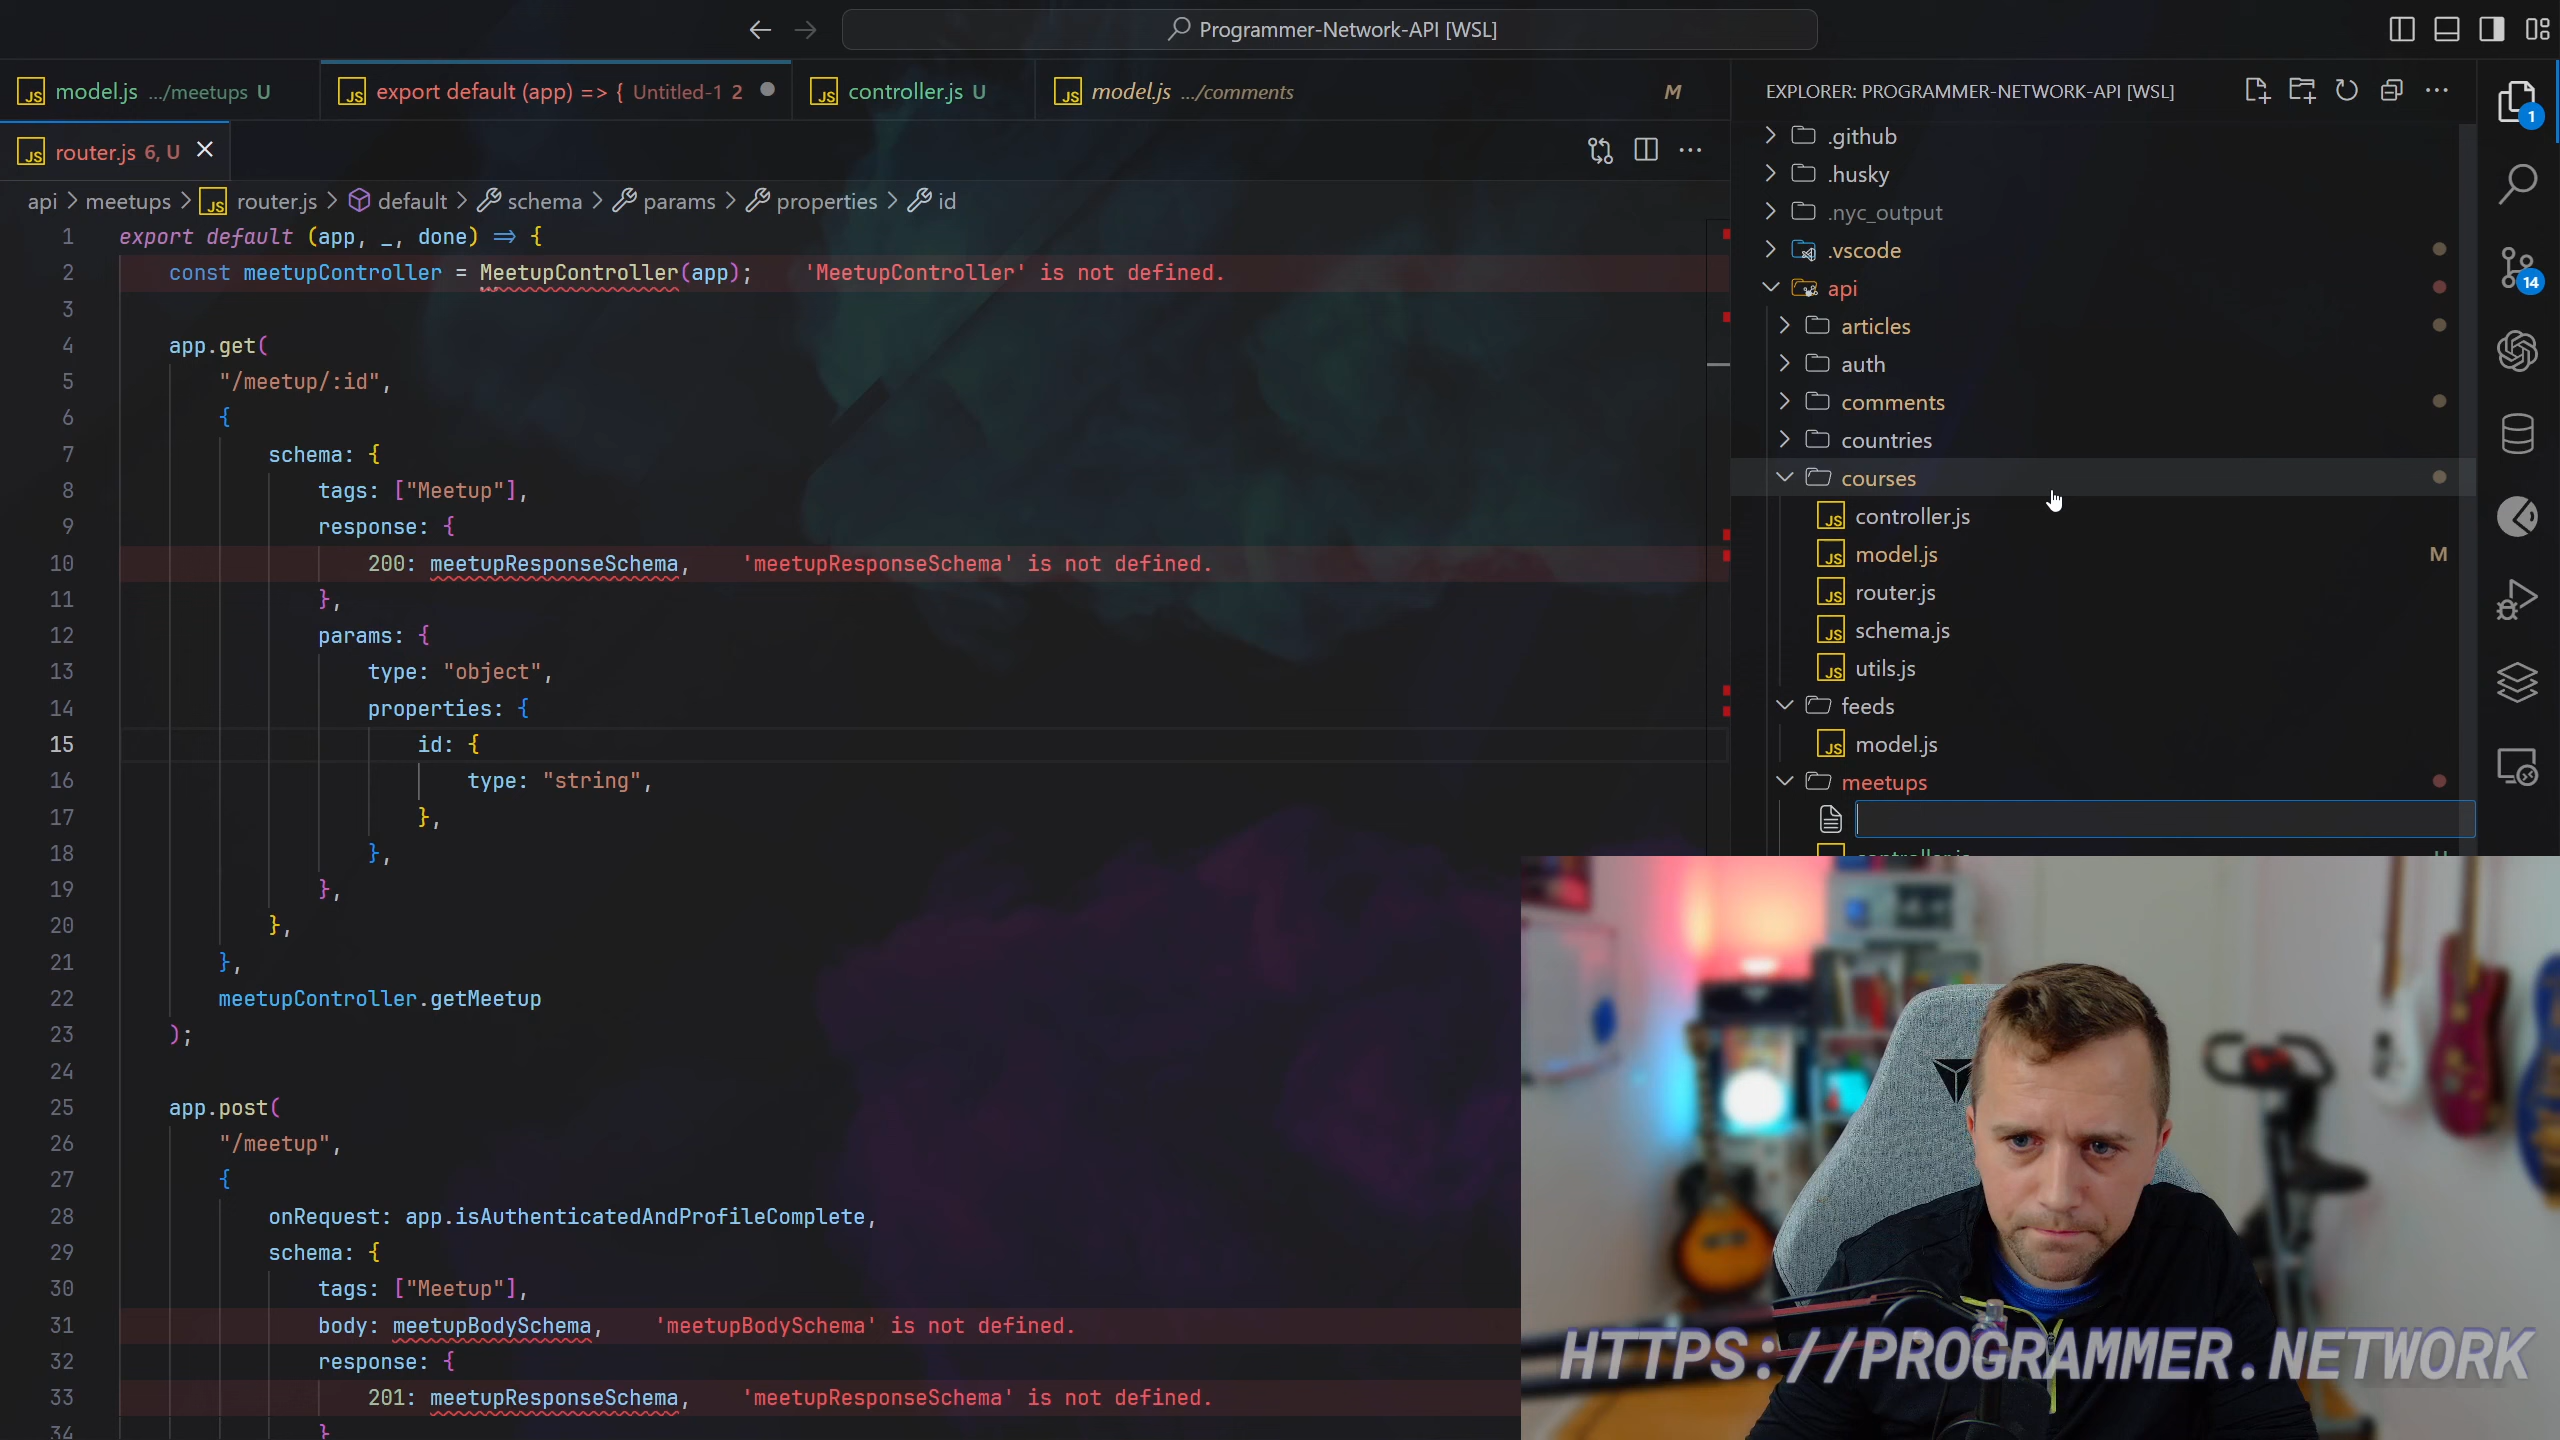 Programmer-Network-API [WSL]
model.js .../meetups U
export default (app) => { Untitled-1 2
controller.js U
model.js .../comments M
router.js 6, U
api > meetups > router.js > default > schema > params > properties > id
1 export default (app, _, done) => {
2 const meetupController = MeetupController(app); 'MeetupController' is not defined.
3
4 app.get(
5 "/meetup/:id",
6 {
7 schema: {
8 tags: ["Meetup"],
9 response: {
10 200: meetupResponseSchema, 'meetupResponseSchema' is not defined.
11 },
12 params: {
13 type: "object",
14 properties: {
15 id: {
16 type: "string",
17 },
18 },
19 },
20 },
21 },
22 meetupController.getMeetup
23 );
24
25 app.post(
26 "/meetup",
27 {
28 onRequest: app.isAuthenticatedAndProfileComplete,
29 schema: {
30 tags: ["Meetup"],
31 body: meetupBodySchema, 'meetupBodySchema' is not defined.
32 response: {
33 201: meetupResponseSchema, 'meetupResponseSchema' is not defined.
34 }
EXPLORER: PROGRAMMER-NETWORK-API [WSL]
.github
.husky
.nyc_output
.vscode
api
articles
auth
comments
countries
courses
controller.js
model.js M
router.js
schema.js
utils.js
feeds
model.js
meetups
1
14
HTTPS://PROGRAMMER.NETWORK